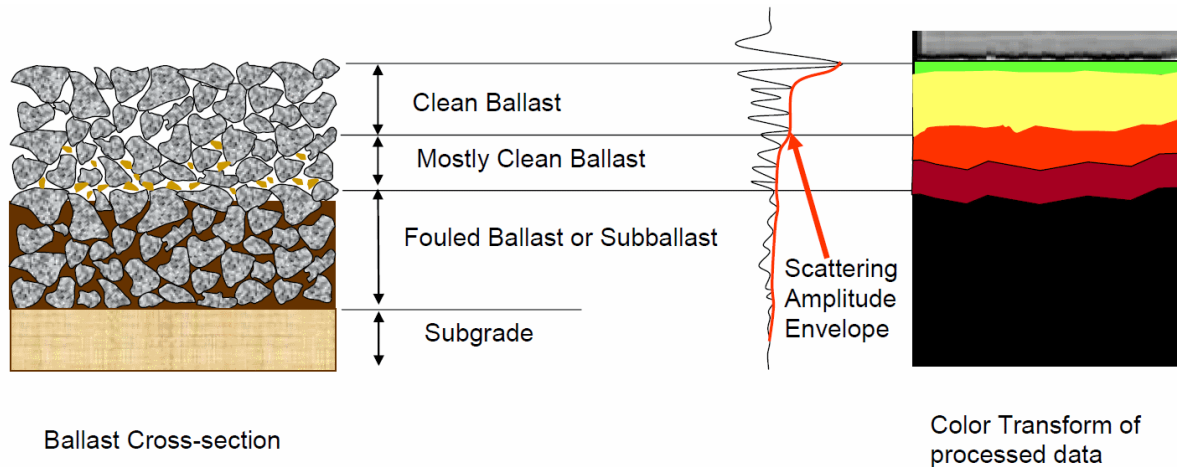 Clean Ballast
Mostly Clean Ballast
Fouled Ballast or Subballast
Subgrade
Scattering
Amplitude
Envelope
Ballast Cross-section
Color Transform of
processed data